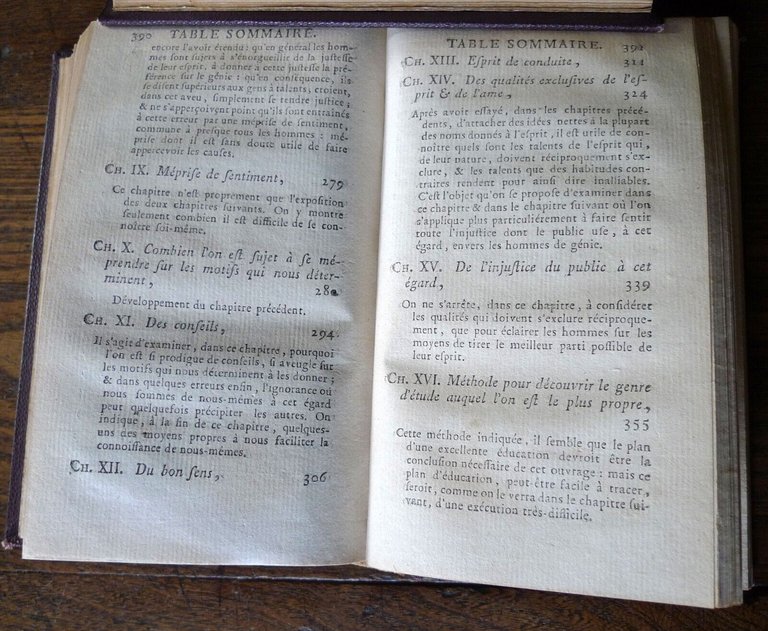 390 TABLE SOMMAIRE.
encore l'avoir étendu : qu'en général les hom-
mes sont sujets à s'énorgueillir de la justesse
de leur esprit, à donner à cette justesse la pré-
férence sur le génie : qu'en conséquence, ils
se disent supérieurs aux gens à talents ; croient,
dans cet aveu, simplement se rendre justice ;
& ne s'apperçoivent point qu'ils sont entraînés
à cette erreur par une méprise de sentiment,
commune à presque tous les hommes : mé-
prise dont il est sans doute utile de faire
appercevoir les causes.
CH. IX. Méprise de sentiment, 279
Ce chapitre n'est proprement que l'exposition
des deux chapitres suivants. On y montre
seulement combien il est difficile de se con-
noître soi-même.
CH. X. Combien l'on est sujet à se mé-
prendre sur les motifs qui nous déter-
minent, 282
Développement du chapitre précédent.
CH. XI. Des conseils, 294
Il s'agit d'examiner, dans ce chapitre, pourquoi
l'on est si prodigue de conseils, si aveugle sur
les motifs qui nous déterminent à les donner ;
& dans quelques erreurs enfin, l'ignorance où
nous sommes de nous-mêmes à cet égard
peut quelquefois précipiter les autres. On
indique, à la fin de ce chapitre, quelques-
uns des moyens propres à nous faciliter la
connoissance de nous-mêmes.
CH. XII. Du bon sens, 306
TABLE SOMMAIRE. 391
CH. XIII. Esprit de conduite, 311
CH. XIV. Des qualités exclusives de l'es-
prit & de l'ame, 324
Après avoir essayé, dans les chapitres précé-
dents, d'attacher des idées nettes à la plupart
des noms donnés à l'esprit, il est utile de con-
noître quels sont les talents de l'esprit qui,
de leur nature, doivent réciproquement s'ex-
clure, & les talents que des habitudes con-
traires rendent pour ainsi dire inalliables.
C'est l'objet qu'on se propose d'examiner dans
ce chapitre & dans le chapitre suivant où l'on
s'applique plus particuliérement à faire sentir
toute l'injustice dont le public use, à cet
égard, envers les hommes de génie.
CH. XV. De l'injustice du public à cet
égard, 339
On ne s'arrête, dans ce chapitre, à considérer
les qualités qui doivent s'exclure réciproque-
ment, que pour éclairer les hommes sur les
moyens de tirer le meilleur parti possible de
leur esprit.
CH. XVI. Méthode pour découvrir le genre
d'étude auquel l'on est le plus propre,
355
Cette méthode indiquée, il semble que le plan
d'une excellente éducation devroit être la
conclusion nécessaire de cet ouvrage : mais ce
plan d'éducation, peut-être facile à tracer,
seroit, comme on le verra dans le chapitre sui-
vant, d'une exécution très-difficile.